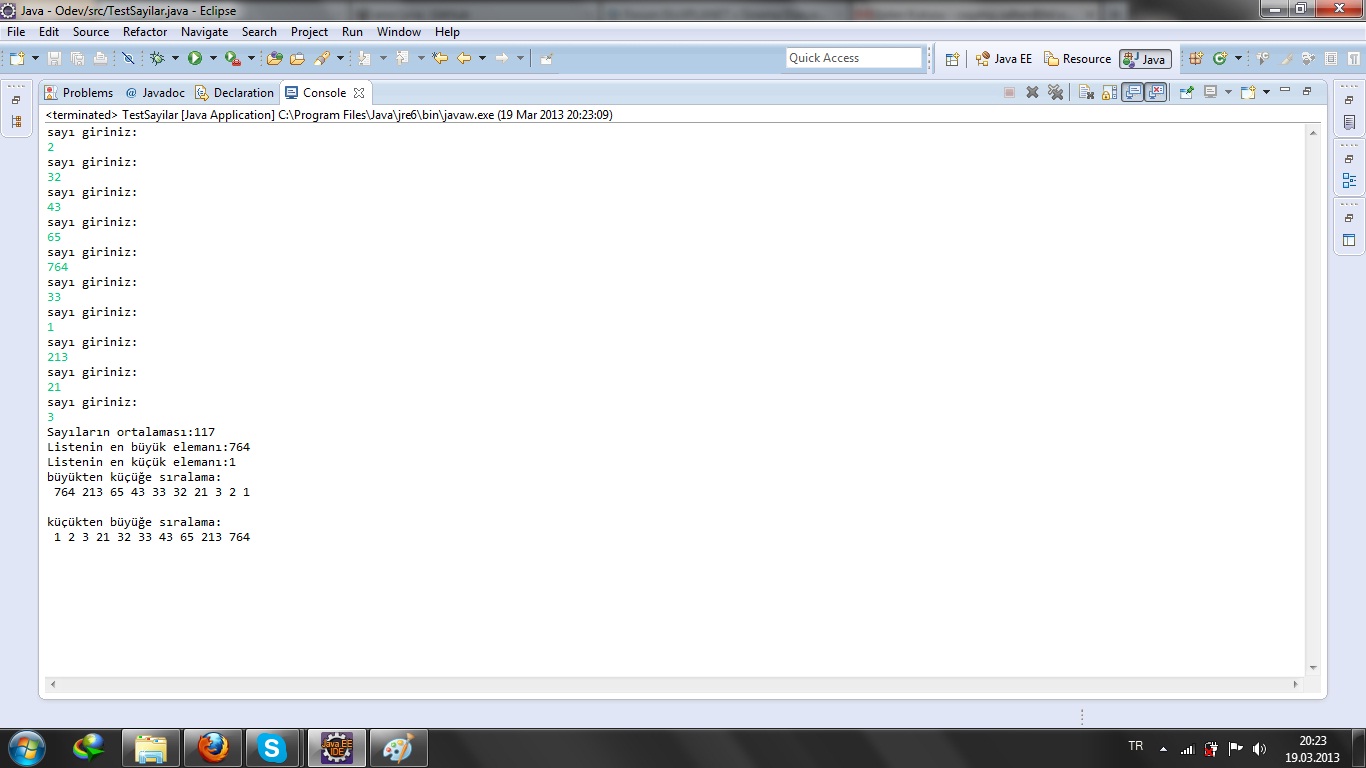 Java - Odev/src/TestSayilar.java - Eclipse
File Edit Source Refactor Navigate Search Project Run Window Help
Quick Access Java EE Resource Java
Problems @ Javadoc Declaration Console
<terminated> TestSayilar [Java Application] C:\Program Files\Java\jre6\bin\javaw.exe (19 Mar 2013 20:23:09)
sayı giriniz:
2
sayı giriniz:
32
sayı giriniz:
43
sayı giriniz:
65
sayı giriniz:
764
sayı giriniz:
33
sayı giriniz:
1
sayı giriniz:
213
sayı giriniz:
21
sayı giriniz:
3
Sayıların ortalaması:117
Listenin en büyük elemanı:764
Listenin en küçük elemanı:1
büyükten küçüğe sıralama:
764 213 65 43 33 32 21 3 2 1
küçükten büyüğe sıralama:
1 2 3 21 32 33 43 65 213 764
Java EE
IDE
TR
20:23
19.03.2013